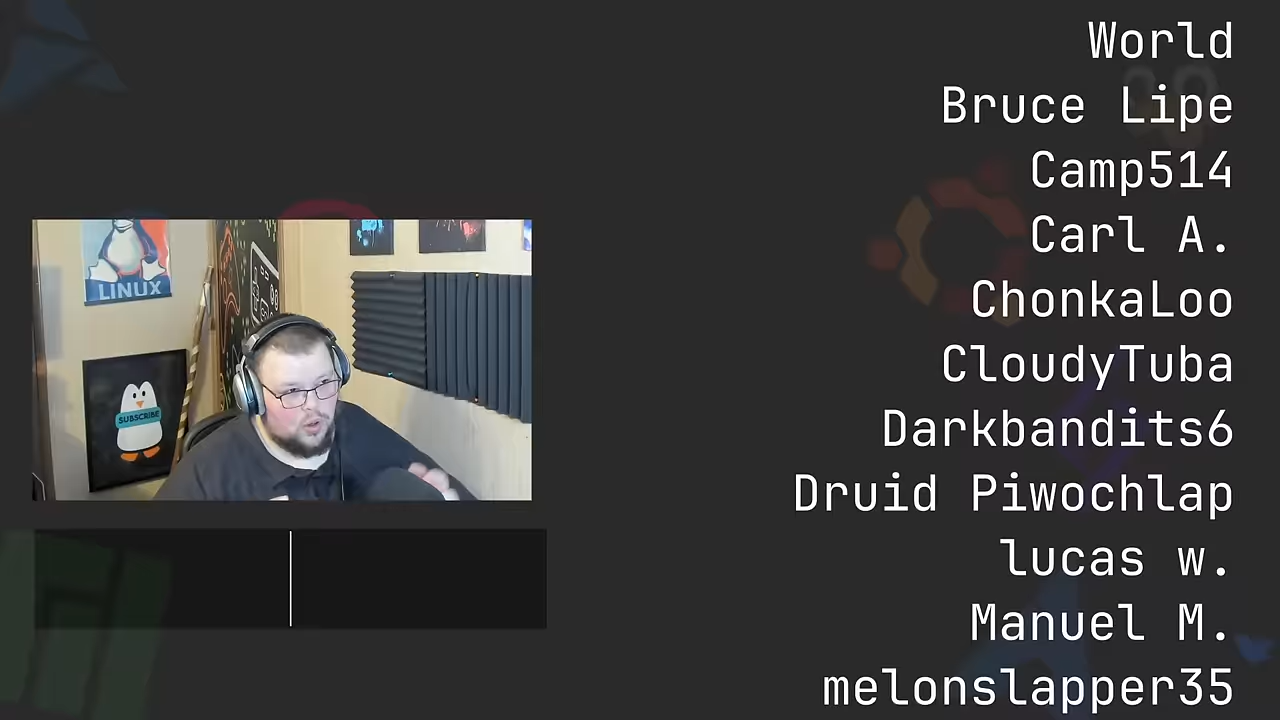 World
Bruce Lipe
Camp514
Carl A.
ChonkaLoo
CloudyTuba
Darkbandits6
Druid Piwochlap
lucas w.
Manuel M.
melonslapper35
LINUX
SUBSCRIBE